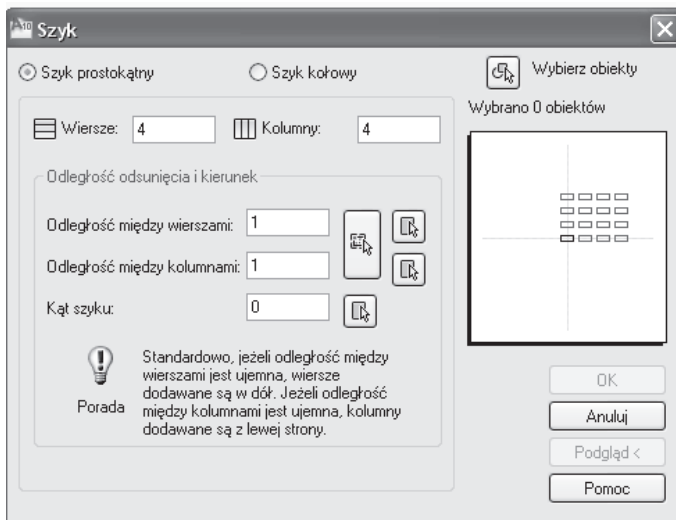 Szyk
Szyk prostokątny
Szyk kołowy
Wybierz obiekty
Wybrano 0 obiektów
Wiersze: 4
Kolumny: 4
Odległość odsunięcia i kierunek
Odległość między wierszami: 1
Odległość między kolumnami: 1
Kąt szyku: 0
Porada
Standardowo, jeżeli odległość między
wierszami jest ujemna, wiersze
dodawane są w dół. Jeżeli odległość
między kolumnami jest ujemna, kolumny
dodawane są z lewej strony.
OK
Anuluj
Podgląd <
Pomoc